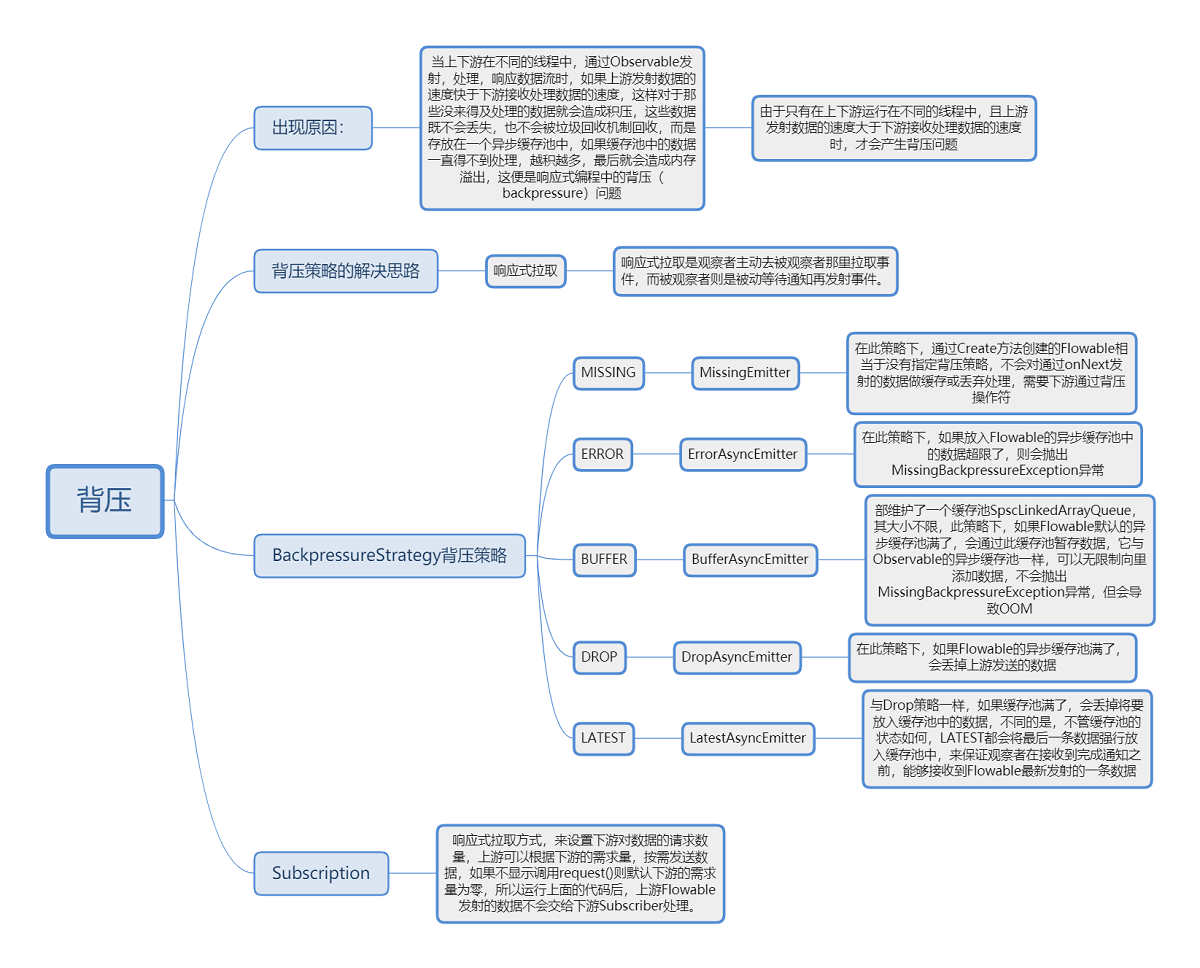 背压
出现原因：
当上下游在不同的线程中，通过Observable发
射，处理，响应数据流时，如果上游发射数据的
速度快于下游接收处理数据的速度，这样对于那
些没来得及处理的数据就会造成积压，这些数据
既不会丢失，也不会被垃圾回收机制回收，而是
存放在一个异步缓存池中，如果缓存池中的数据
一直得不到处理，越积越多，最后就会造成内存
溢出，这便是响应式编程中的背压（
backpressure）问题
由于只有在上下游运行在不同的线程中，且上游
发射数据的速度大于下游接收处理数据的速度
时，才会产生背压问题
背压策略的解决思路
响应式拉取
响应式拉取是观察者主动去被观察者那里拉取事
件，而被观察者则是被动等待通知再发射事件。
BackpressureStrategy背压策略
MISSING
MissingEmitter
在此策略下，通过Create方法创建的Flowable相
当于没有指定背压策略，不会对通过onNext发
射的数据做缓存或丢弃处理，需要下游通过背压
操作符
ERROR
ErrorAsyncEmitter
在此策略下，如果放入Flowable的异步缓存池中
的数据超限了，则会抛出
MissingBackpressureException异常
BUFFER
BufferAsyncEmitter
部维护了一个缓存池SpscLinkedArrayQueue，
其大小不限，此策略下，如果Flowable默认的异
步缓存池满了，会通过此缓存池暂存数据，它与
Observable的异步缓存池一样，可以无限制向里
添加数据，不会抛出
MissingBackpressureException异常，但会导
致OOM
DROP
DropAsyncEmitter
在此策略下，如果Flowable的异步缓存池满了，
会丢掉上游发送的数据
LATEST
LatestAsyncEmitter
与Drop策略一样，如果缓存池满了，会丢掉将要
放入缓存池中的数据，不同的是，不管缓存池的
状态如何，LATEST都会将最后一条数据强行放
入缓存池中，来保证观察者在接收到完成通知之
前，能够接收到Flowable最新发射的一条数据
Subscription
响应式拉取方式，来设置下游对数据的请求数
量，上游可以根据下游的需求量，按需发送数
据，如果不显示调用request()则默认下游的需求
量为零，所以运行上面的代码后，上游Flowable
发射的数据不会交给下游Subscriber处理。